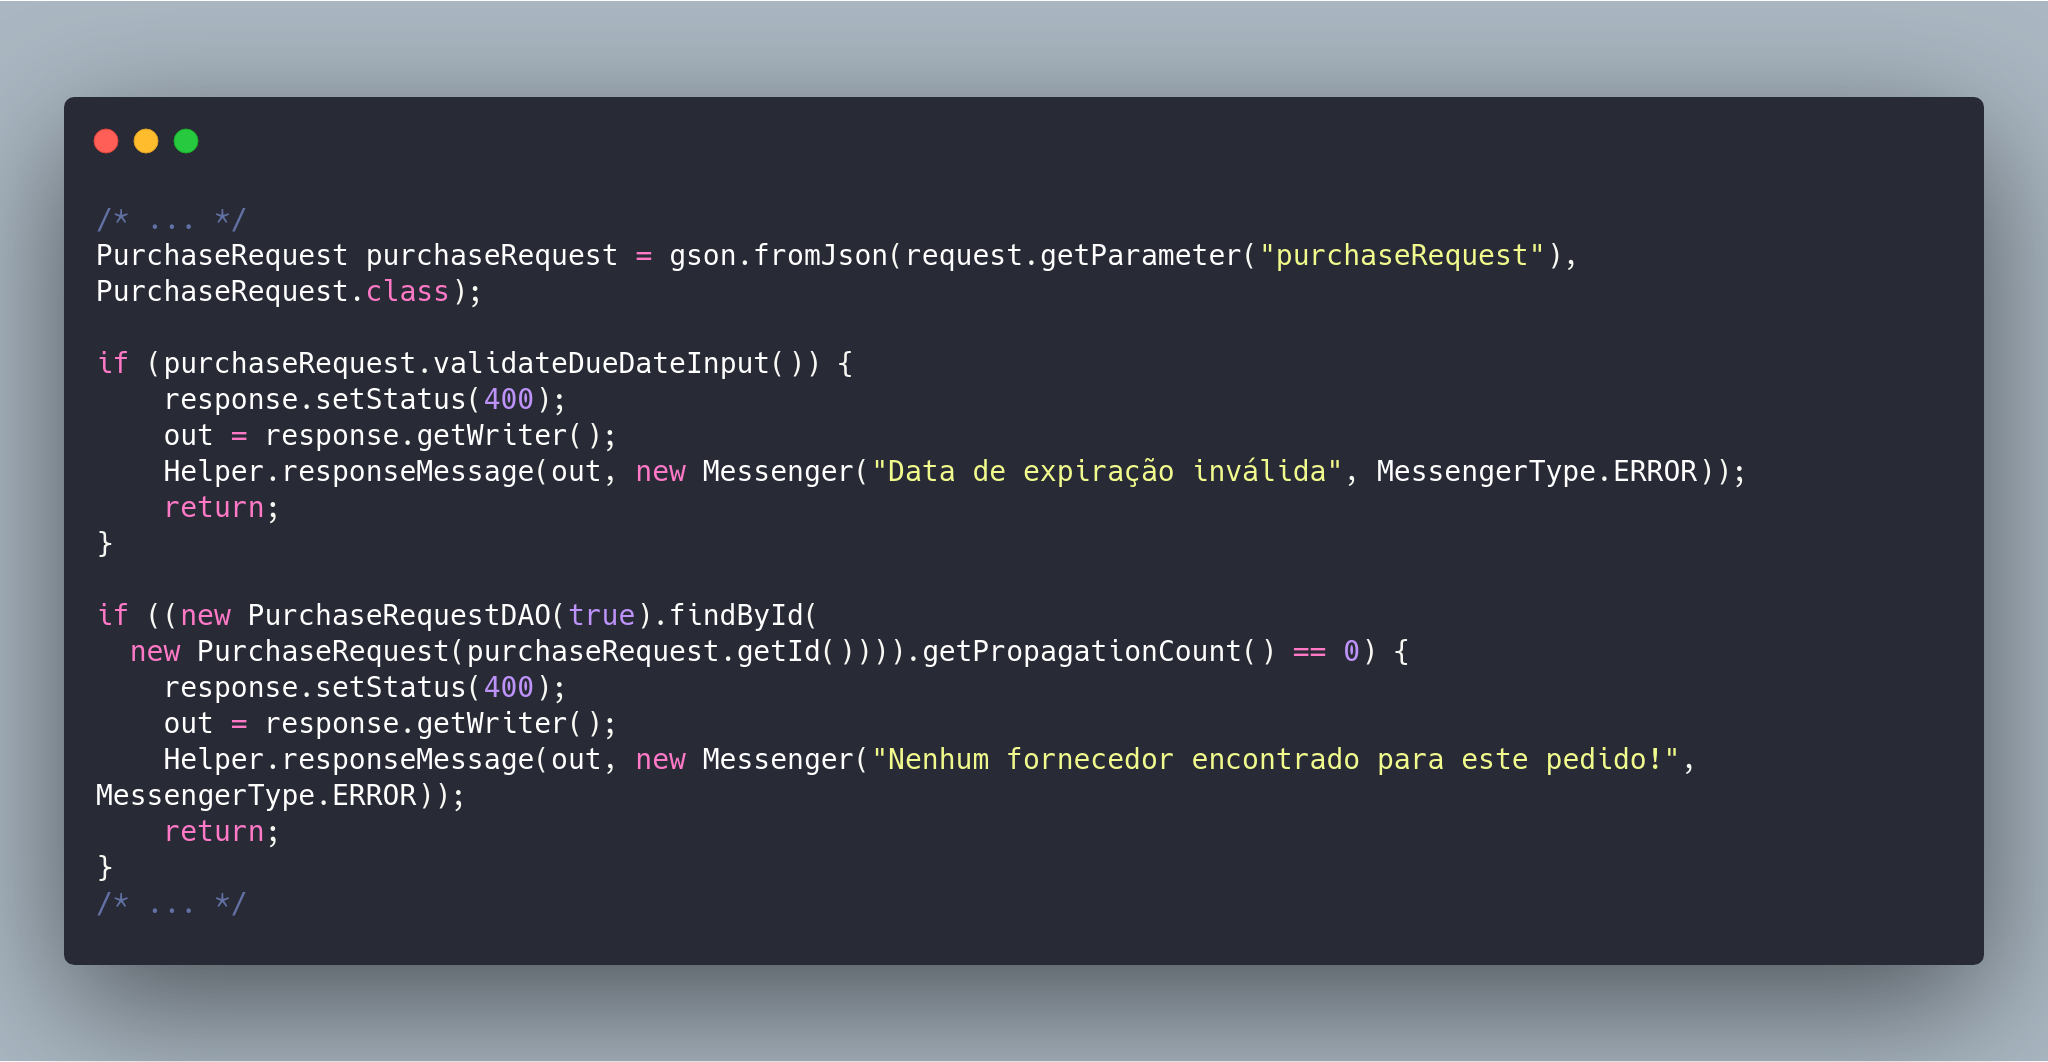 /* ... */
PurchaseRequest purchaseRequest = gson.fromJson(request.getParameter("purchaseRequest"),
PurchaseRequest.class);

if (purchaseRequest.validateDueDateInput()) {
    response.setStatus(400);
    out = response.getWriter();
    Helper.responseMessage(out, new Messenger("Data de expiração inválida", MessengerType.ERROR));
    return;
}

if ((new PurchaseRequestDAO(true).findById(
  new PurchaseRequest(purchaseRequest.getId()))).getPropagationCount() == 0) {
    response.setStatus(400);
    out = response.getWriter();
    Helper.responseMessage(out, new Messenger("Nenhum fornecedor encontrado para este pedido!",
MessengerType.ERROR));
    return;
}
/* ... */